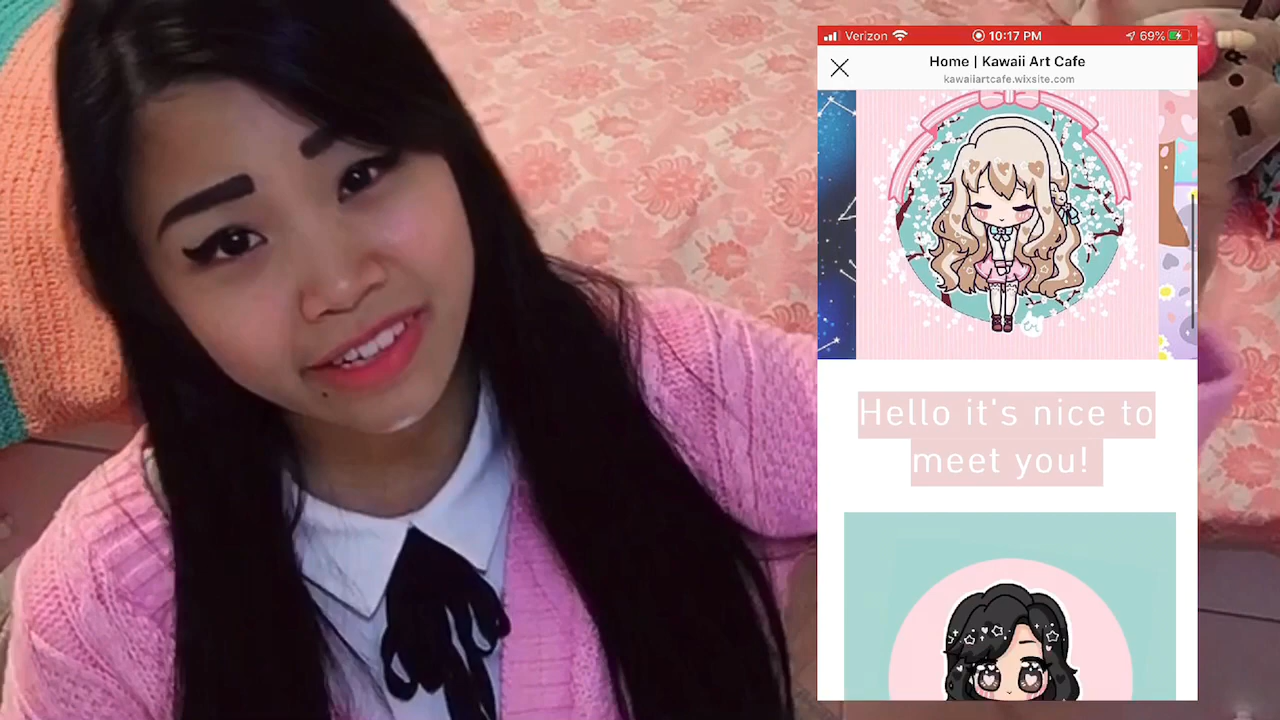 Verizon 10:17 PM 69%
Home | Kawaii Art Cafe
kawaiiartcafe.wixsite.com
Hello it's nice to
meet you!